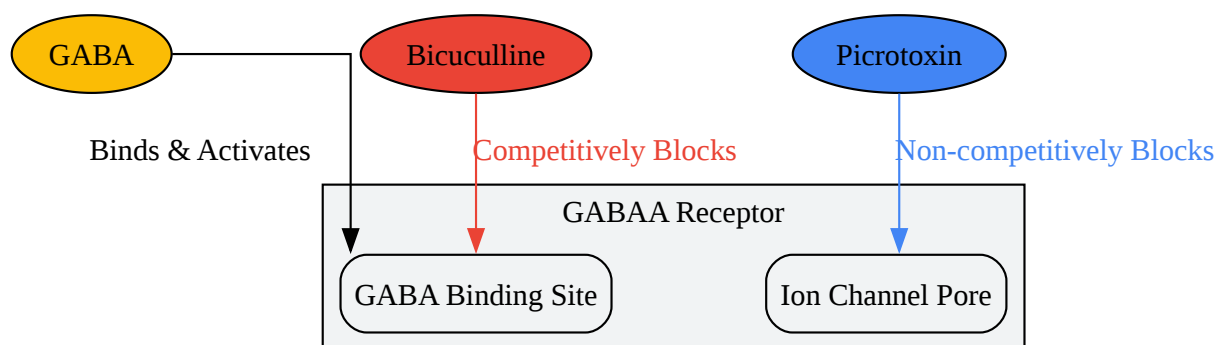 GABA
Bicuculline
Picrotoxin
Binds & Activates
Competitively Blocks
Non-competitively Blocks
GABAA Receptor
GABA Binding Site
Ion Channel Pore